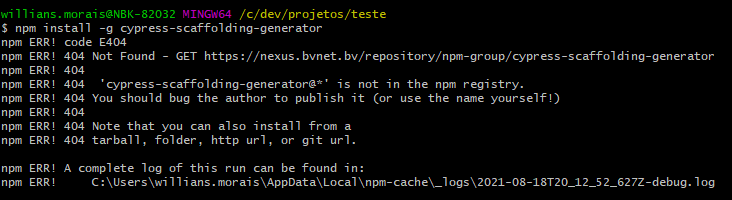 willians.morais@NBK-82032 MINGW64 /c/dev/projetos/teste
$ npm install -g cypress-scaffolding-generator
npm ERR! code E404
npm ERR! 404 Not Found - GET https://nexus.bvnet.bv/repository/npm-group/cypress-scaffolding-generator
npm ERR! 404
npm ERR! 404  'cypress-scaffolding-generator@*' is not in the npm registry.
npm ERR! 404 You should bug the author to publish it (or use the name yourself!)
npm ERR! 404
npm ERR! 404 Note that you can also install from a
npm ERR! 404 tarball, folder, http url, or git url.
npm ERR! A complete log of this run can be found in:
npm ERR!     C:\Users\willians.morais\AppData\Local\npm-cache\_logs\2021-08-18T20_12_52_627Z-debug.log